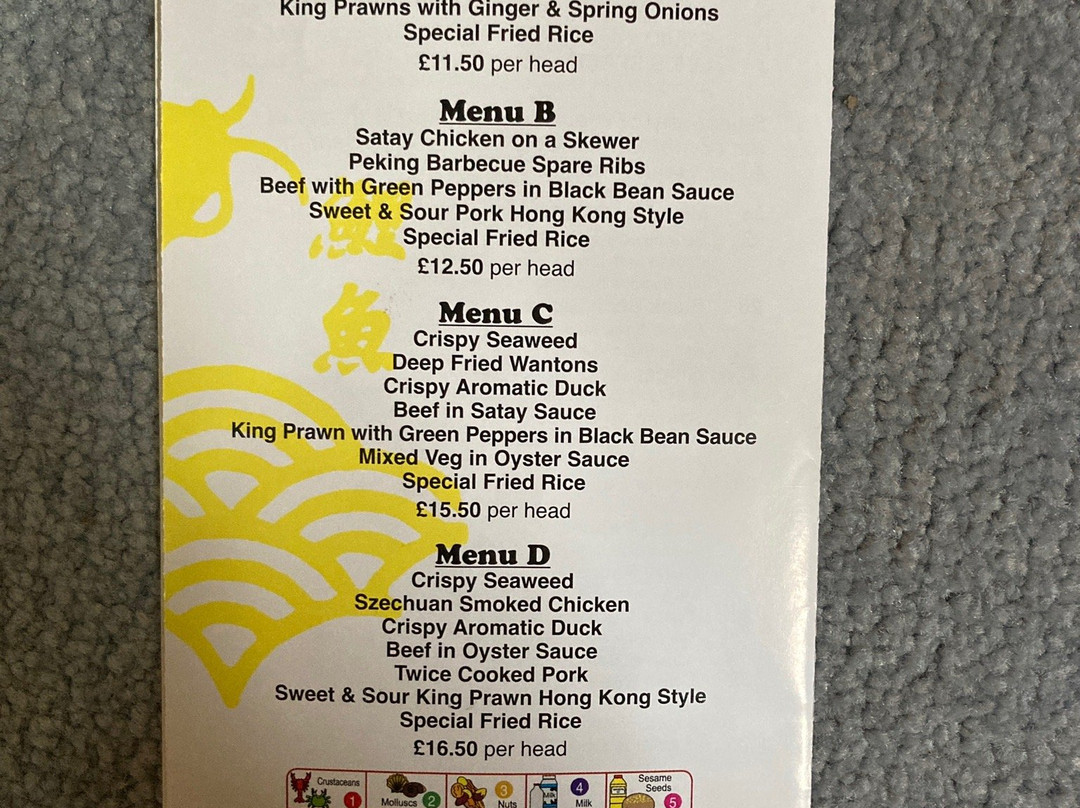 King Prawns with Ginger & Spring Onions
Special Fried Rice
£11.50 per head
Menu B
Satay Chicken on a Skewer
Peking Barbecue Spare Ribs
Beef with Green Peppers in Black Bean Sauce
Sweet & Sour Pork Hong Kong Style
Special Fried Rice
£12.50 per head
鯉
魚
Menu C
Crispy Seaweed
Deep Fried Wantons
Crispy Aromatic Duck
Beef in Satay Sauce
King Prawn with Green Peppers in Black Bean Sauce
Mixed Veg in Oyster Sauce
Special Fried Rice
£15.50 per head
Menu D
Crispy Seaweed
Szechuan Smoked Chicken
Crispy Aromatic Duck
Beef in Oyster Sauce
Twice Cooked Pork
Sweet & Sour King Prawn Hong Kong Style
Special Fried Rice
£16.50 per head
Crustaceans 1
Molluscs 2
3 Nuts
Milk 4 Milk
Sesame Seeds 5